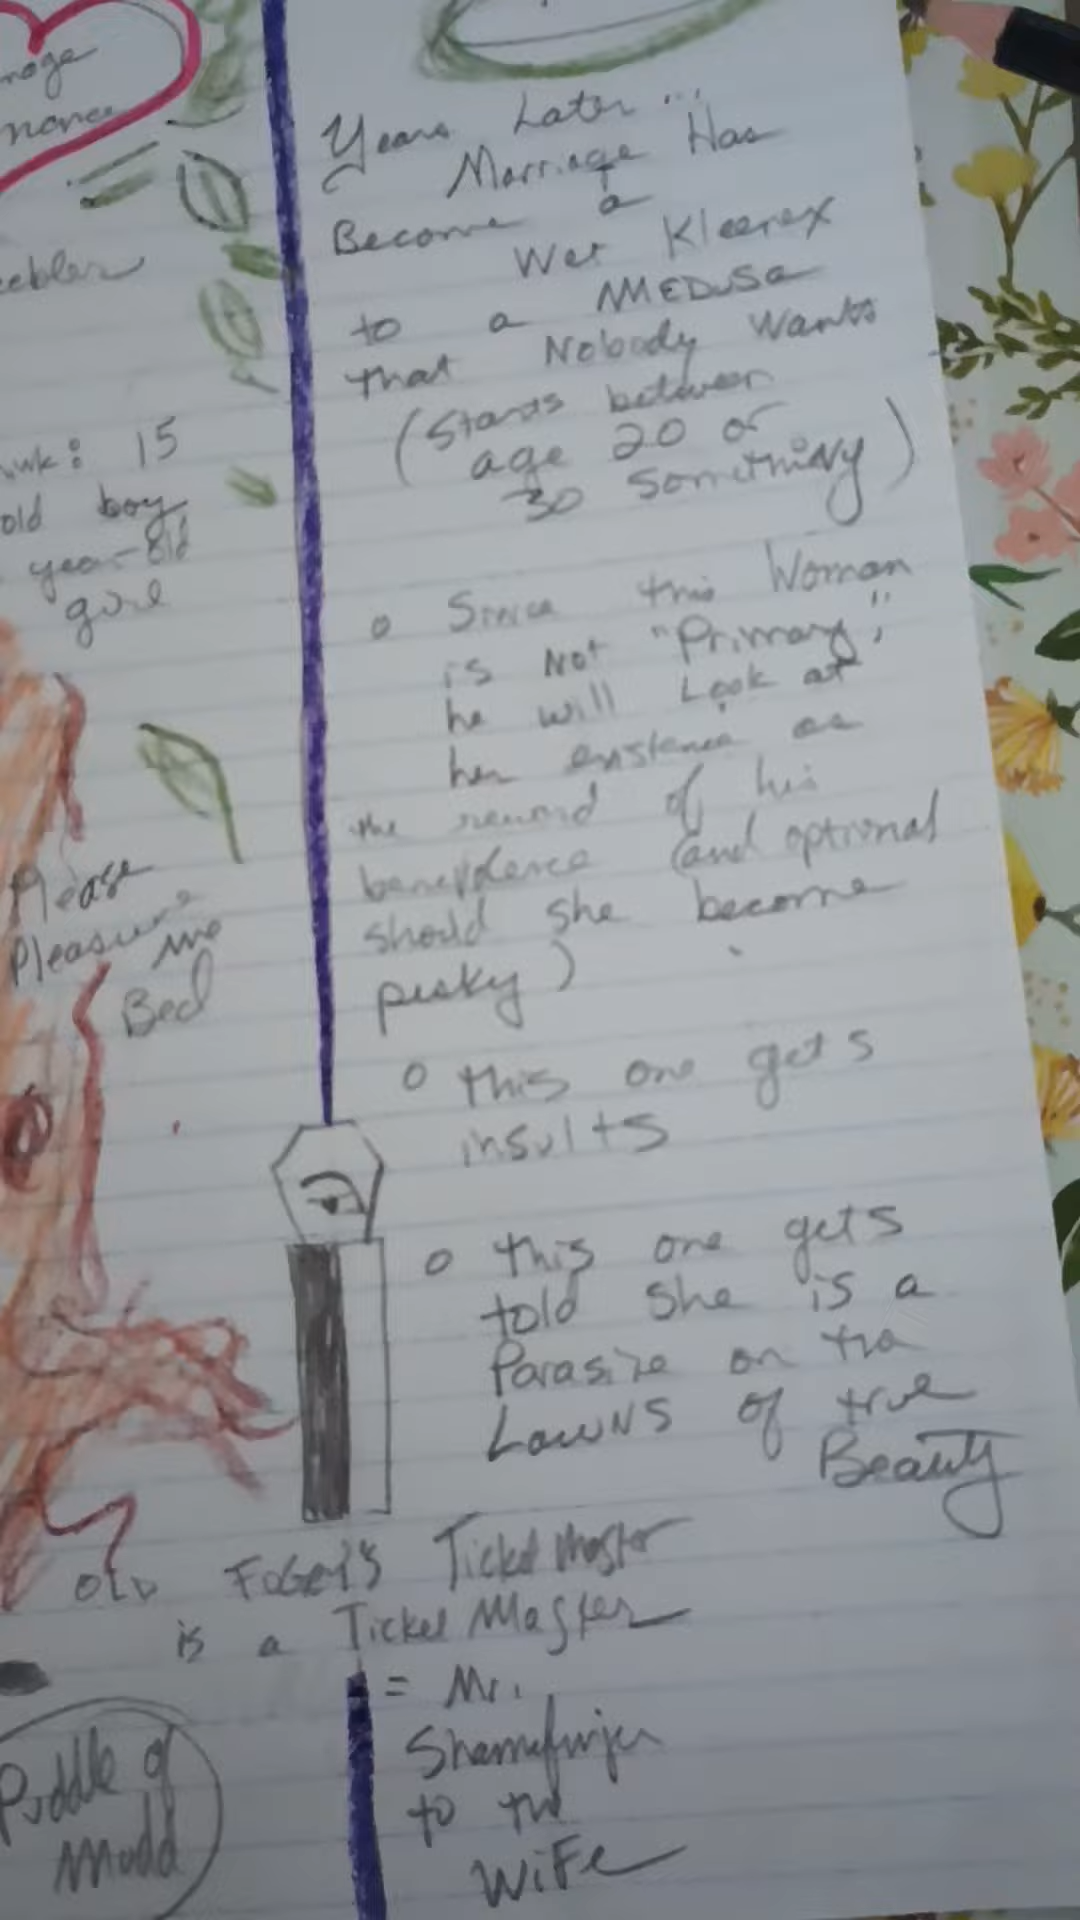 Years Later...
Marriage Has
Become a
Wet Kleenex
to a MEDUSa
that Nobody Wants
(Starts between
age 20 or
30 something)
o Since this Woman
is Not "Primary,"
he will Look at
her existence as
the reward of his
benevolence (and optional
should she become
pesky)
o this one gets
insults
o this one gets
told she is a
Parasite on the
Lawns of true
Beauty
old boy
year-old
girl
Please
Pleasure me
Bed
OLD FOGey's Ticket Master
is a Ticket Master
= Mr.
Shamefinger
to the
WiFe
Puddle of
Mudd
15